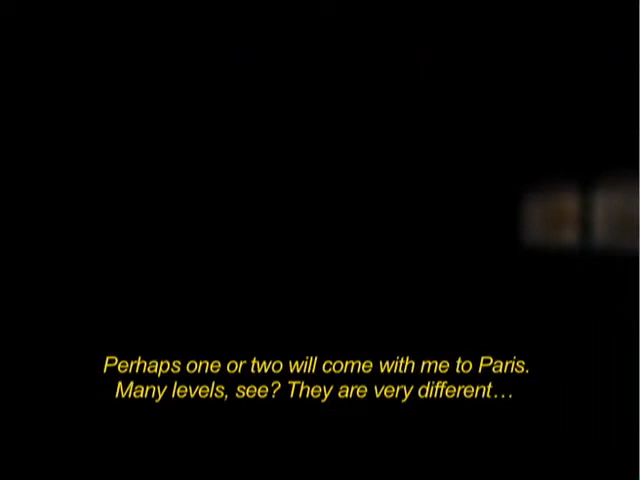 Perhaps one or two will come with me to Paris.
Many levels, see? They are very different…